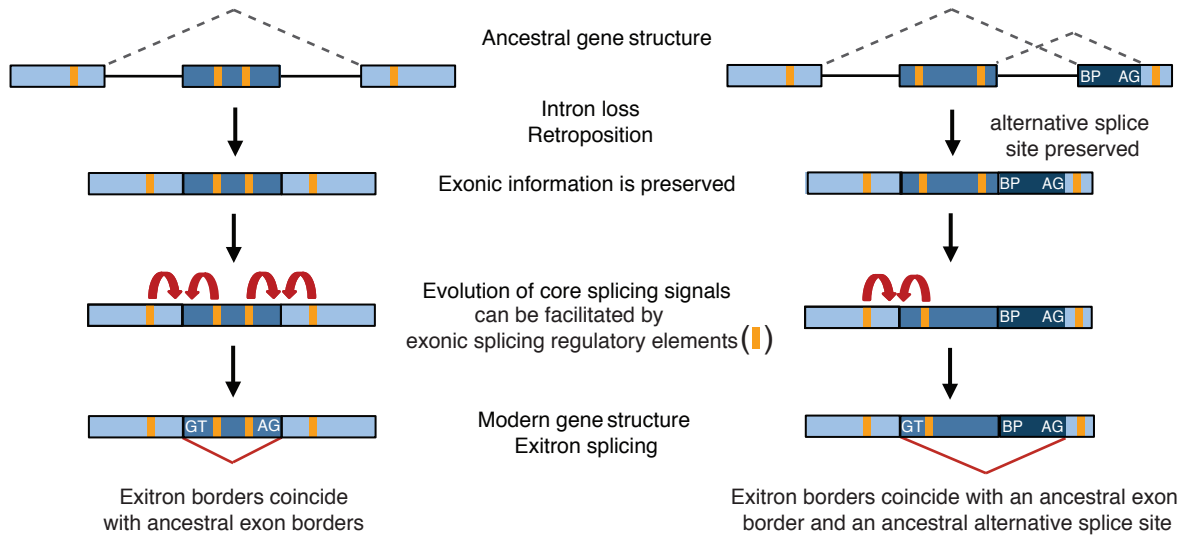 Ancestral gene structure
BP AG
Intron loss
Retroposition
alternative splice
site preserved
Exonic information is preserved
BP AG
Evolution of core splicing signals
can be facilitated by
exonic splicing regulatory elements ( )
BP AG
GT AG
Modern gene structure
Exitron splicing
GT BP AG
Exitron borders coincide
with ancestral exon borders
Exitron borders coincide with an ancestral exon
border and an ancestral alternative splice site